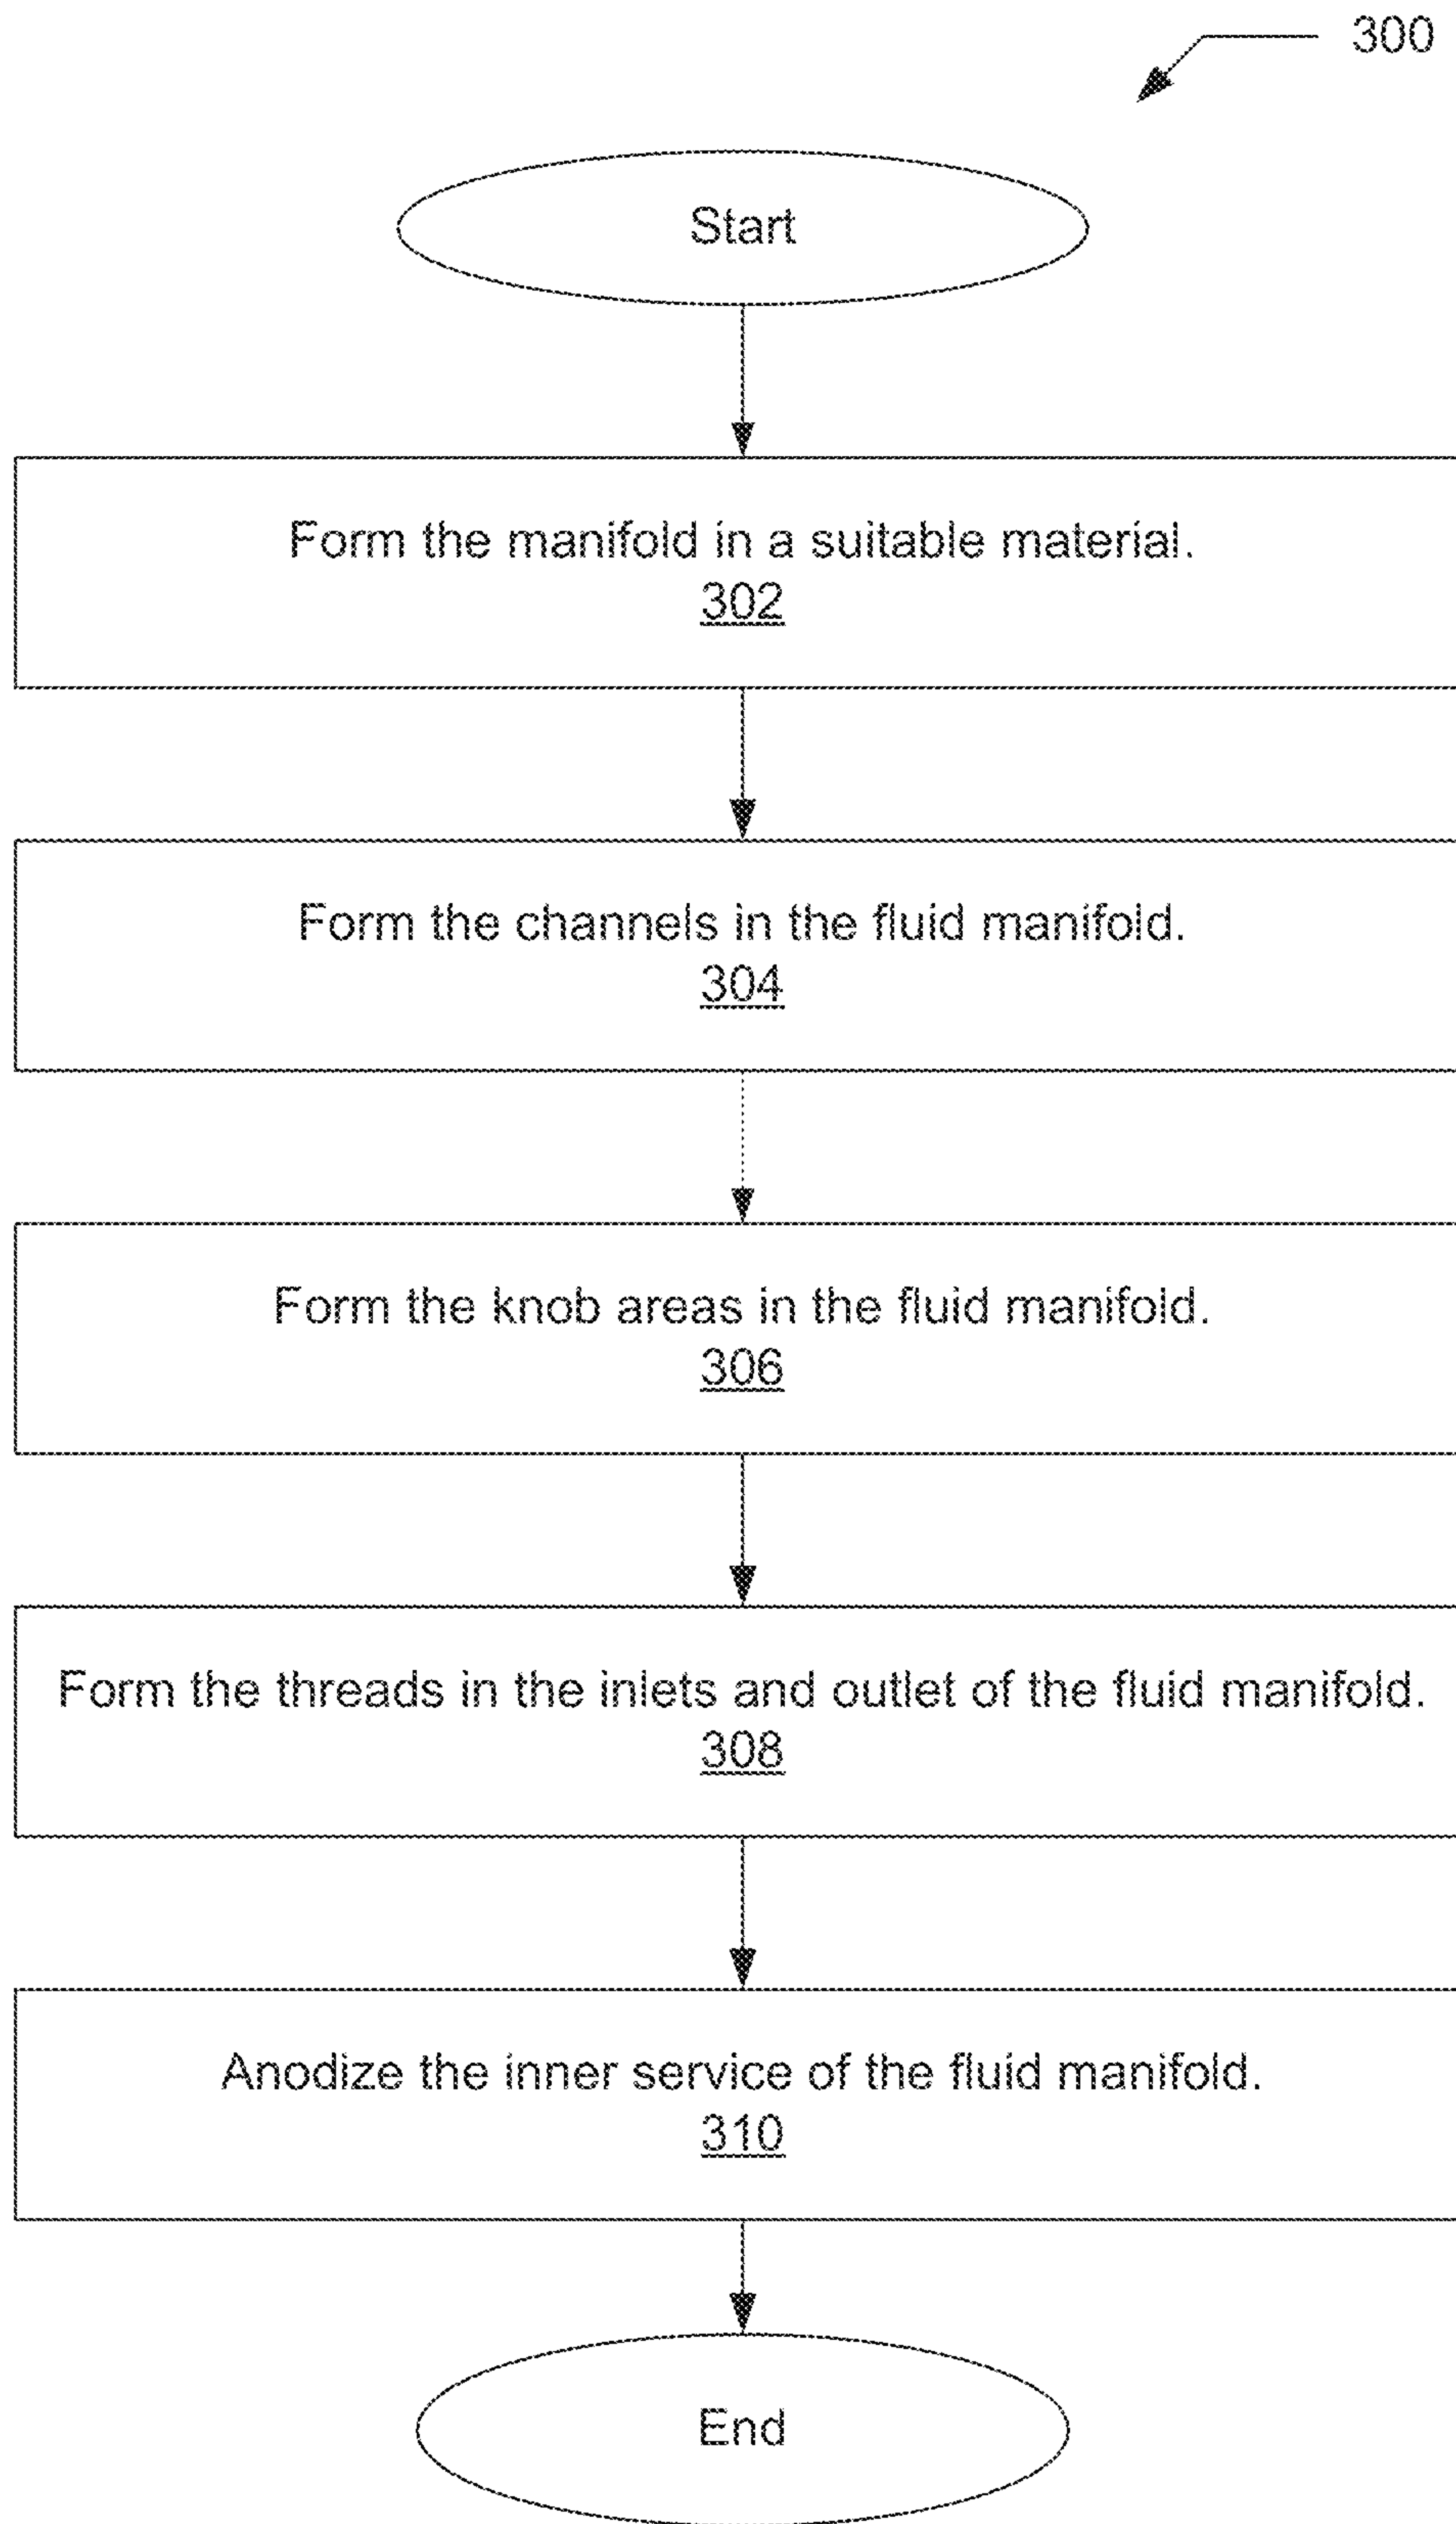 300
Start
Form the manifold in a suitable material.
302
Form the channels in the fluid manifold.
304
Form the knob areas in the fluid manifold.
306
Form the threads in the inlets and outlet of the fluid manifold.
308
Anodize the inner service of the fluid manifold.
310
End